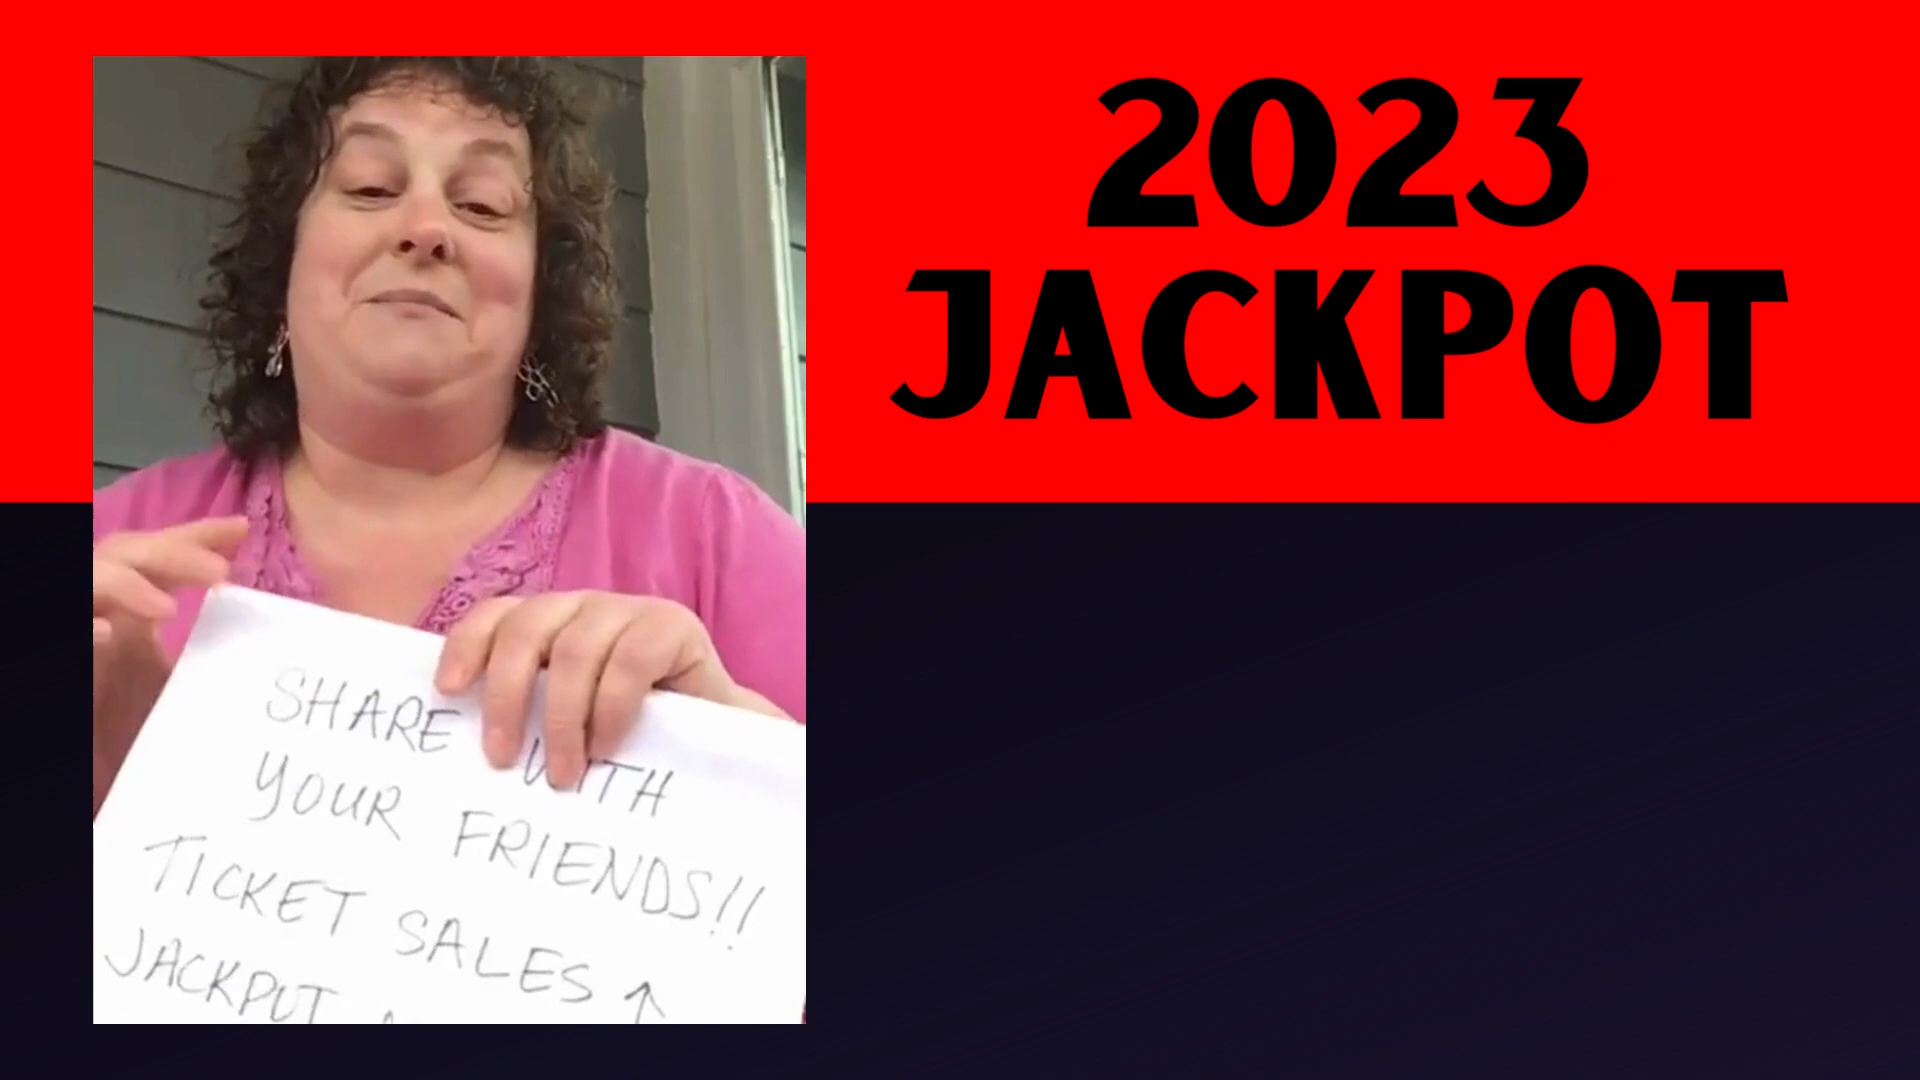 2023
JACKPOT
SHARE WITH
YOUR FRIENDS!!
TICKET SALES ↑
JACKPOT